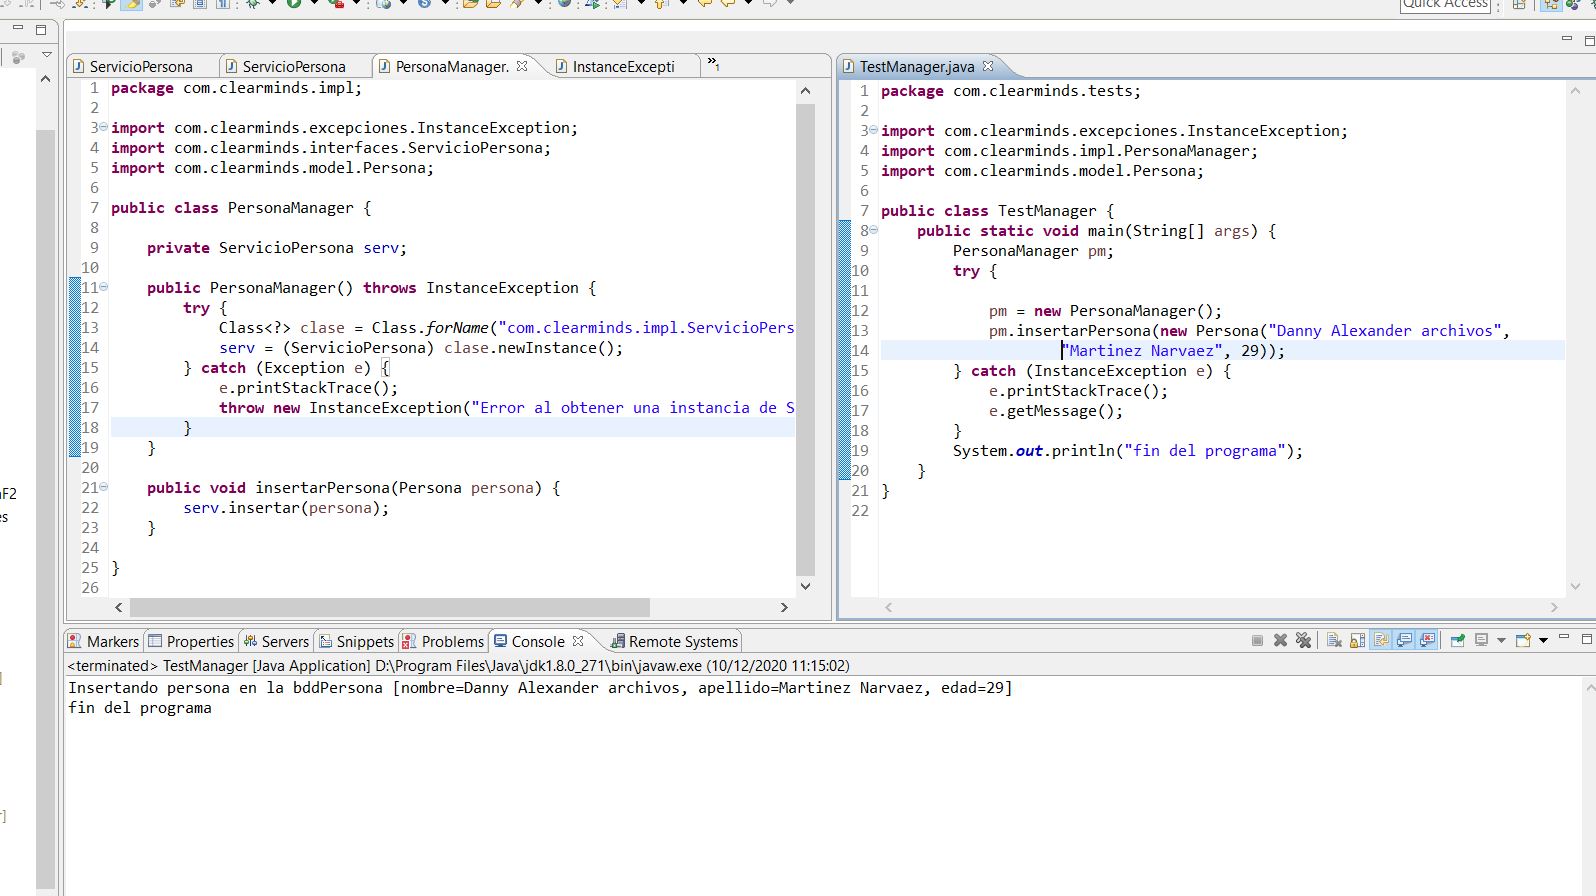 Quick Access
ServicioPersona
ServicioPersona
PersonaManager.
InstanceExcepti
»1
TestManager.java
1 package com.clearminds.impl;
2
3 import com.clearminds.excepciones.InstanceException;
4 import com.clearminds.interfaces.ServicioPersona;
5 import com.clearminds.model.Persona;
6
7 public class PersonaManager {
8
9 private ServicioPersona serv;
10
11 public PersonaManager() throws InstanceException {
12 try {
13 Class<?> clase = Class.forName("com.clearminds.impl.ServicioPers
14 serv = (ServicioPersona) clase.newInstance();
15 } catch (Exception e) {
16 e.printStackTrace();
17 throw new InstanceException("Error al obtener una instancia de S
18 }
19 }
20
21 public void insertarPersona(Persona persona) {
22 serv.insertar(persona);
23 }
24
25 }
26
1 package com.clearminds.tests;
2
3 import com.clearminds.excepciones.InstanceException;
4 import com.clearminds.impl.PersonaManager;
5 import com.clearminds.model.Persona;
6
7 public class TestManager {
8 public static void main(String[] args) {
9 PersonaManager pm;
10 try {
11
12 pm = new PersonaManager();
13 pm.insertarPersona(new Persona("Danny Alexander archivos",
14 "Martinez Narvaez", 29));
15 } catch (InstanceException e) {
16 e.printStackTrace();
17 e.getMessage();
18 }
19 System.out.println("fin del programa");
20 }
21 }
22
F2
es
]
r]
Markers
Properties
Servers
Snippets
Problems
Console
Remote Systems
<terminated> TestManager [Java Application] D:\Program Files\Java\jdk1.8.0_271\bin\javaw.exe (10/12/2020 11:15:02)
Insertando persona en la bddPersona [nombre=Danny Alexander archivos, apellido=Martinez Narvaez, edad=29]
fin del programa